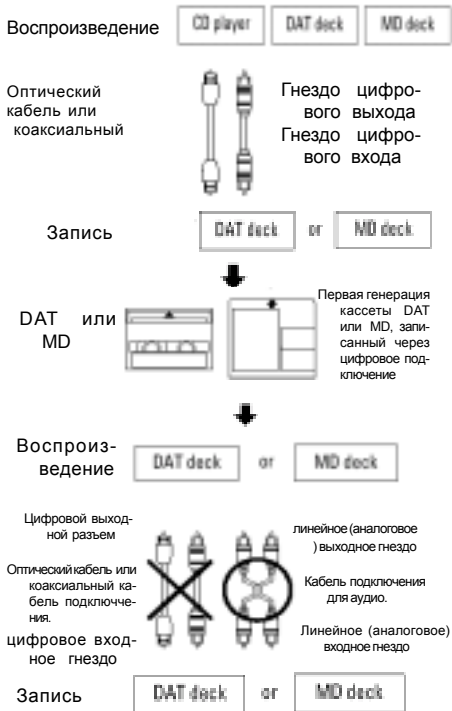 Воспроизведение CD player DAT deck MD deck
Оптический
кабель или
коаксиальный
Гнездо цифро-
вого выхода
Гнездо цифро-
вого входа
Запись DAT deck or MD deck
DAT или
MD
Первая генерация
кассеты DAT
или MD, запи-
санный через
цифровое под-
ключение
Воспроиз-
ведение
DAT deck or MD deck
Цифровой выход-
ной разъем
линейное (аналоговое
) выходное гнездо
Оптический кабель или
коаксиальный ка-
бель подключче-
ния.
Кабель подключения
для аудио.
цифровое вход-
ное гнездо
Линейное (аналоговое)
входное гнездо
Запись DAT deck or MD deck